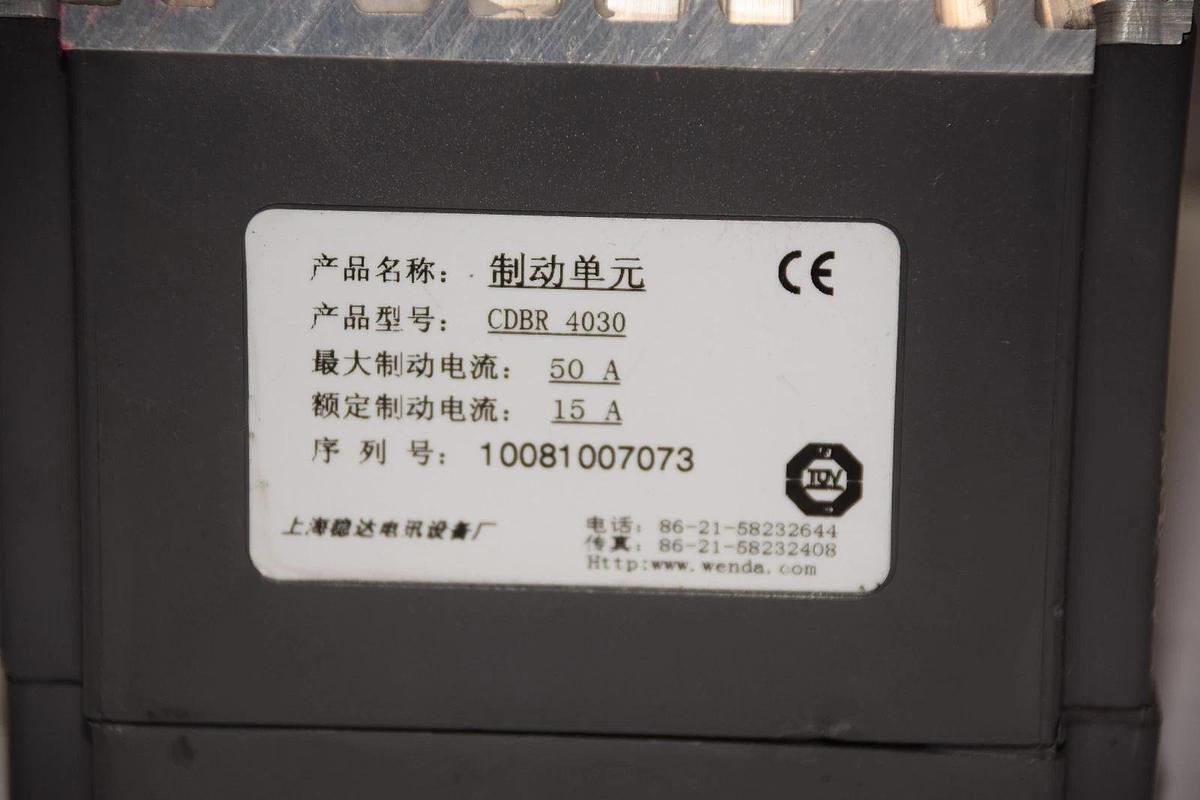 产品名称: 制动单元
CE
产品型号: CDBR 4030
最大制动电流: 50 A
额定制动电流: 15 A
序列号: 10081007073
TUV
上海稳达电讯设备厂
电话: 86-21-58232644
传真: 86-21-58232408
Http:www.wenda.com